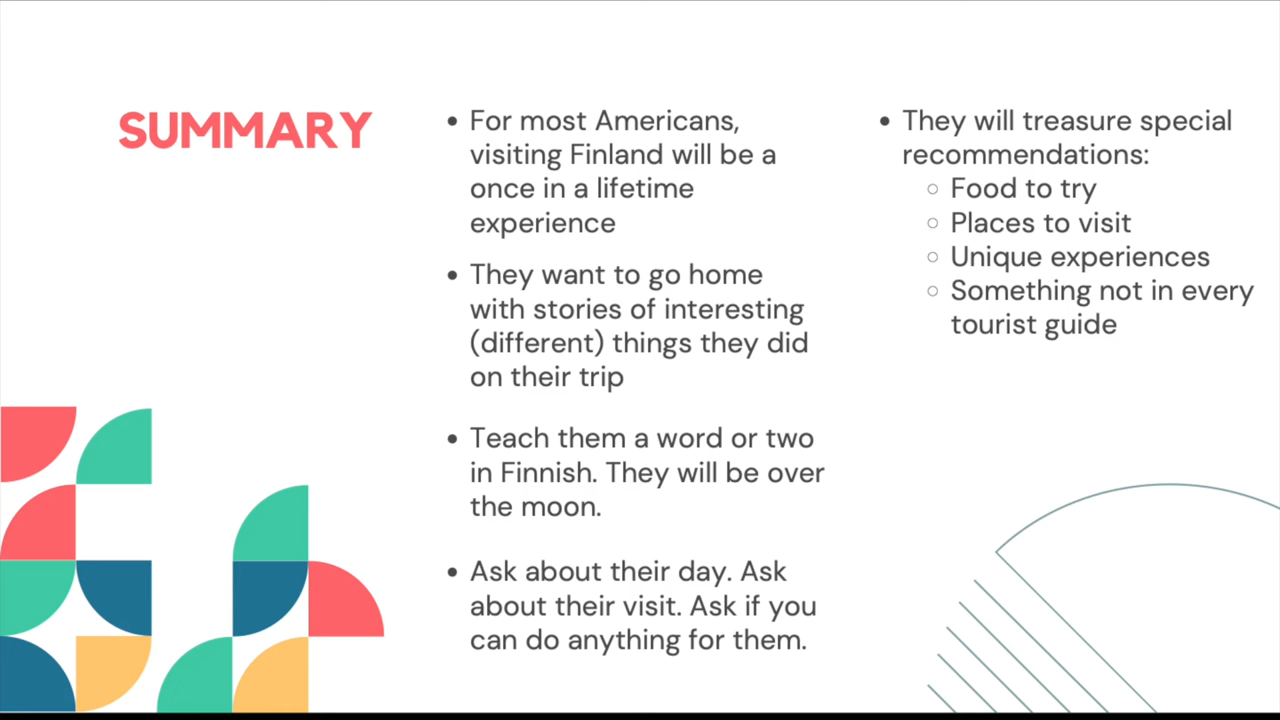 SUMMARY
• For most Americans,
visiting Finland will be a
once in a lifetime
experience
• They want to go home
with stories of interesting
(different) things they did
on their trip
• Teach them a word or two
in Finnish. They will be over
the moon.
• Ask about their day. Ask
about their visit. Ask if you
can do anything for them.
• They will treasure special
recommendations:
○ Food to try
○ Places to visit
○ Unique experiences
○ Something not in every
tourist guide